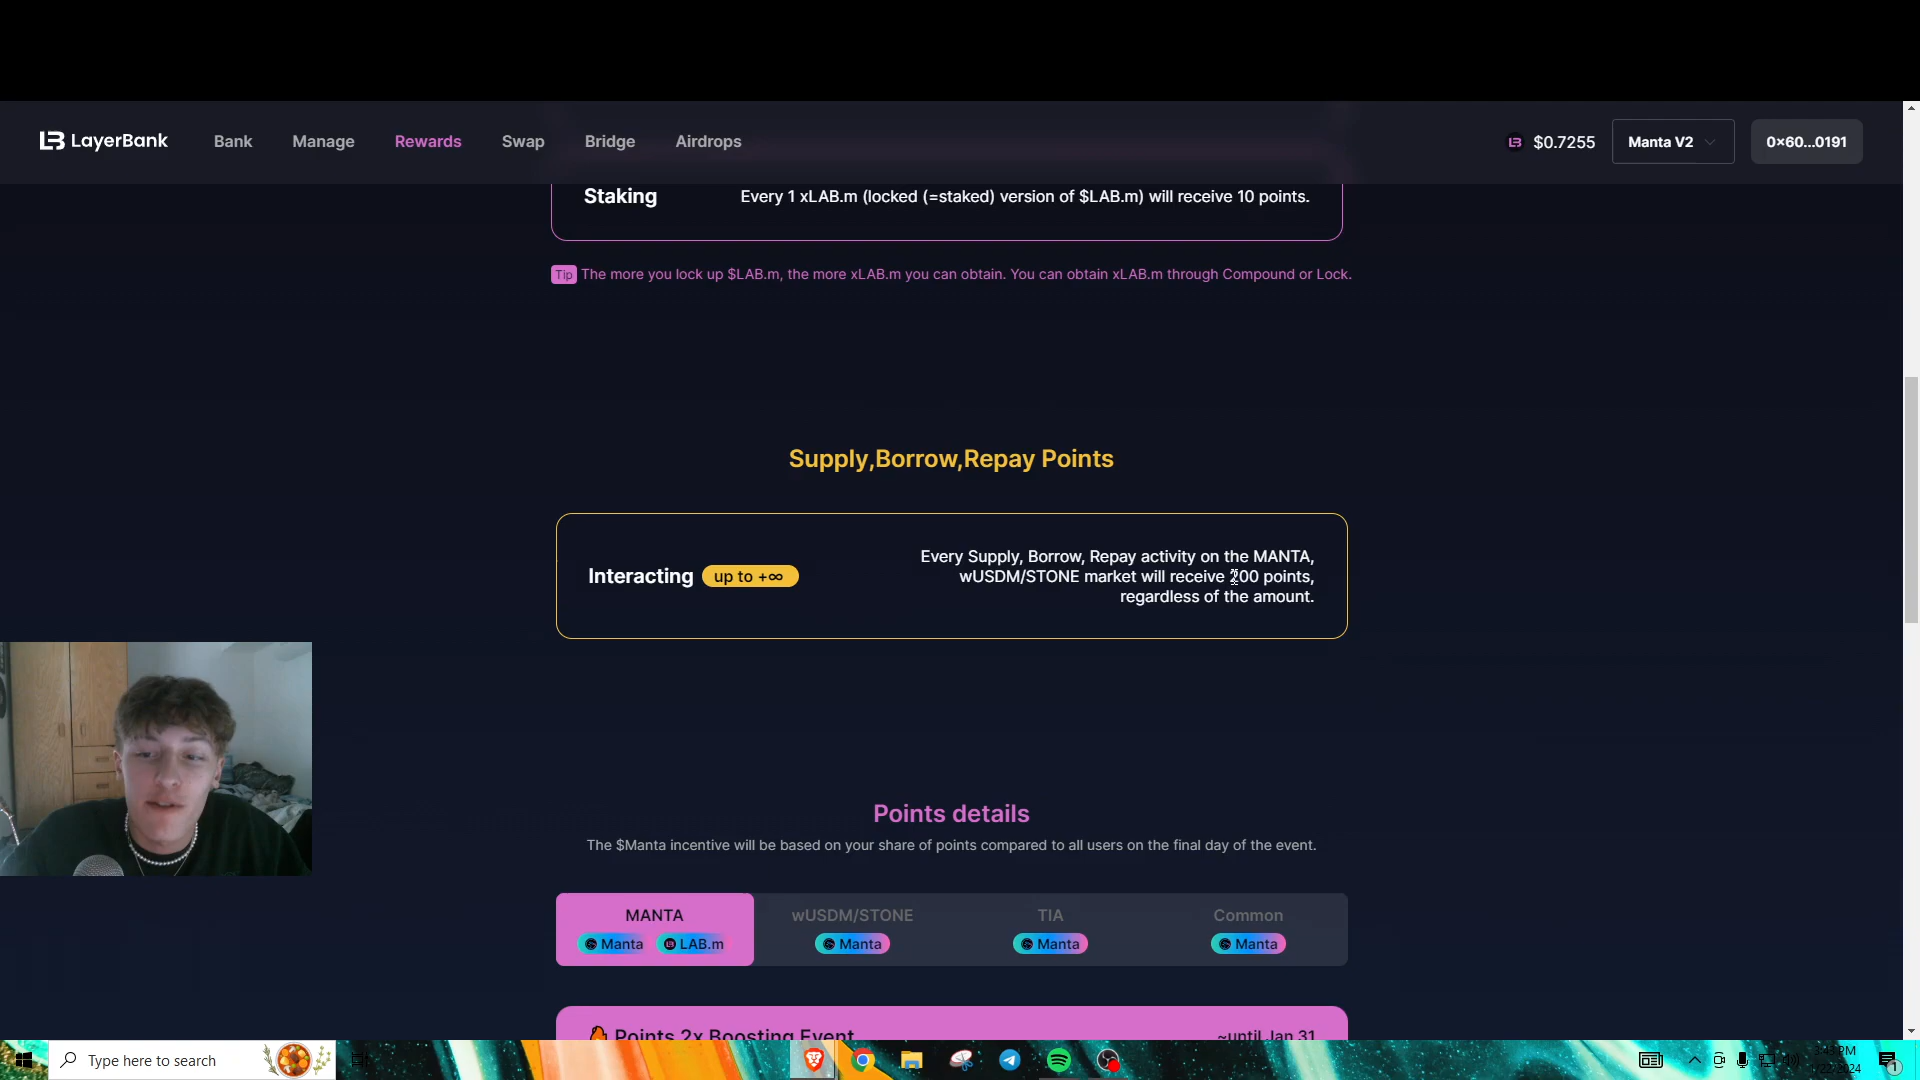 LayerBank
Bank
Manage
Rewards
Swap
Bridge
Airdrops
$0.7255
Manta V2
0×60...0191
Staking
Every 1 xLAB.m (locked (=staked) version of $LAB.m) will receive 10 points.
Tip The more you lock up $LAB.m, the more xLAB.m you can obtain. You can obtain xLAB.m through Compound or Lock.
Supply,Borrow,Repay Points
Interacting up to +∞
Every Supply, Borrow, Repay activity on the MANTA,
wUSDM/STONE market will receive 200 points,
regardless of the amount.
Points details
The $Manta incentive will be based on your share of points compared to all users on the final day of the event.
MANTA
Manta LAB.m
wUSDM/STONE
Manta
TIA
Manta
Common
Manta
Points 2x Boosting Event
~until Jan 31
Type here to search
1